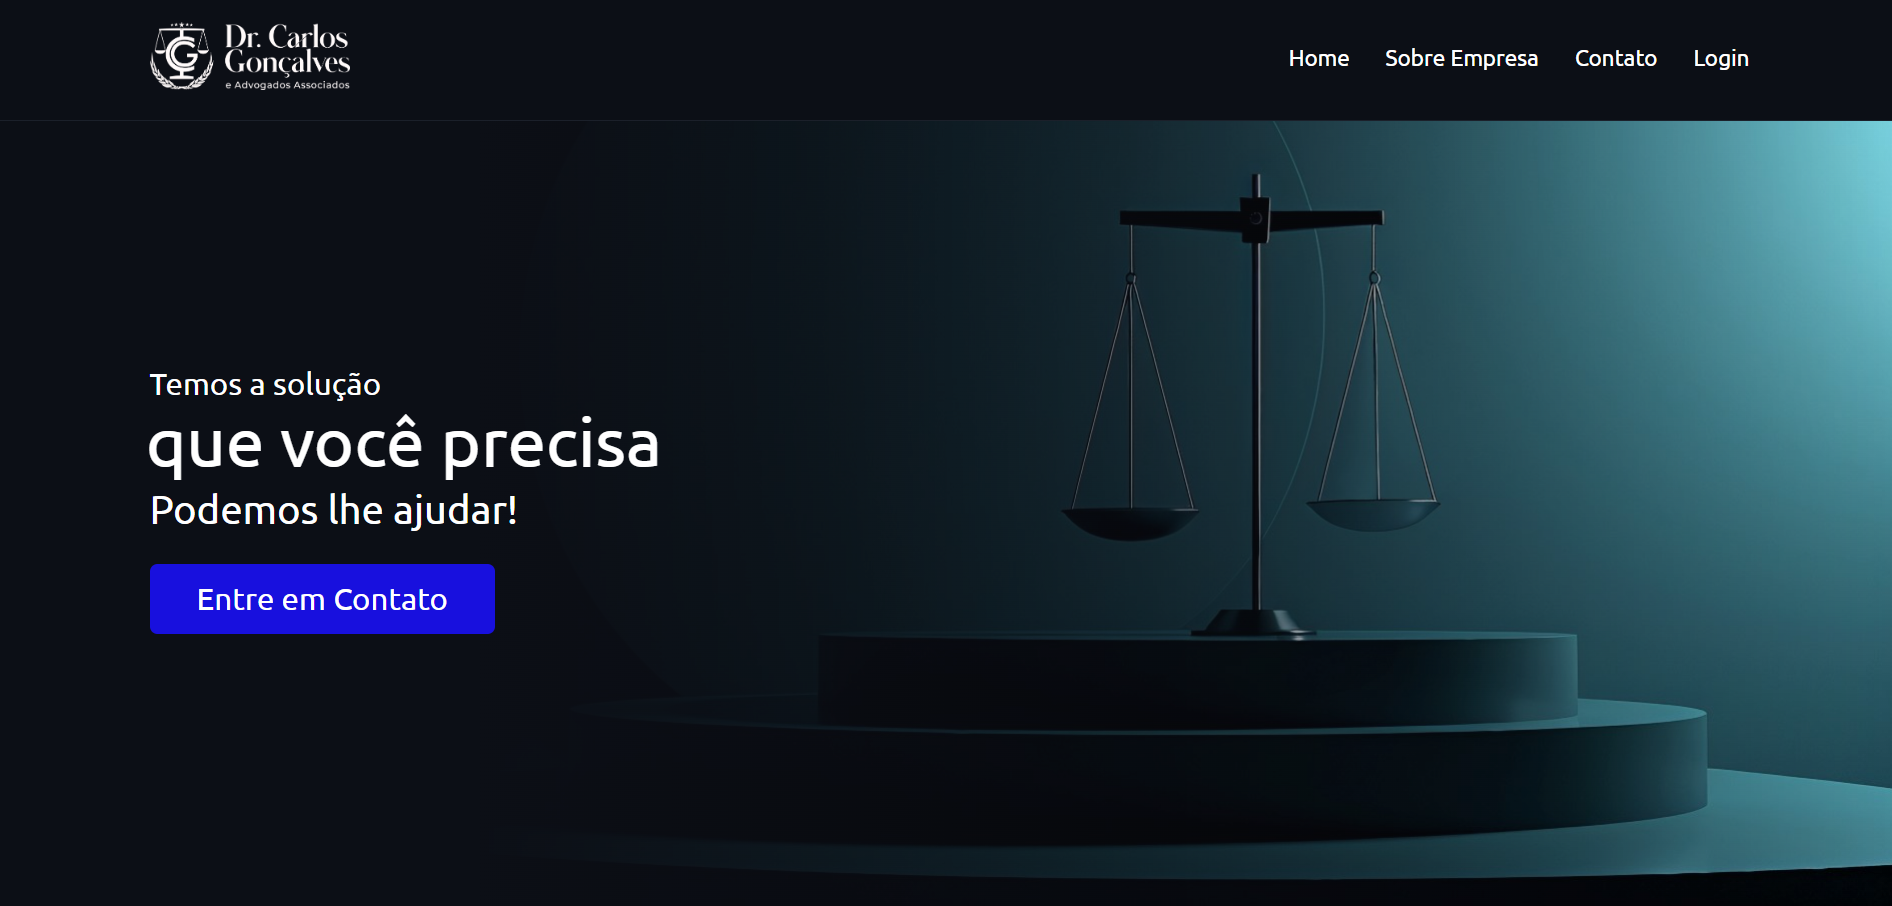 CG
Dr. Carlos
Gonçalves
e Advogados Associados
Home Sobre Empresa Contato Login
Temos a solução
que você precisa
Podemos lhe ajudar!
Entre em Contato